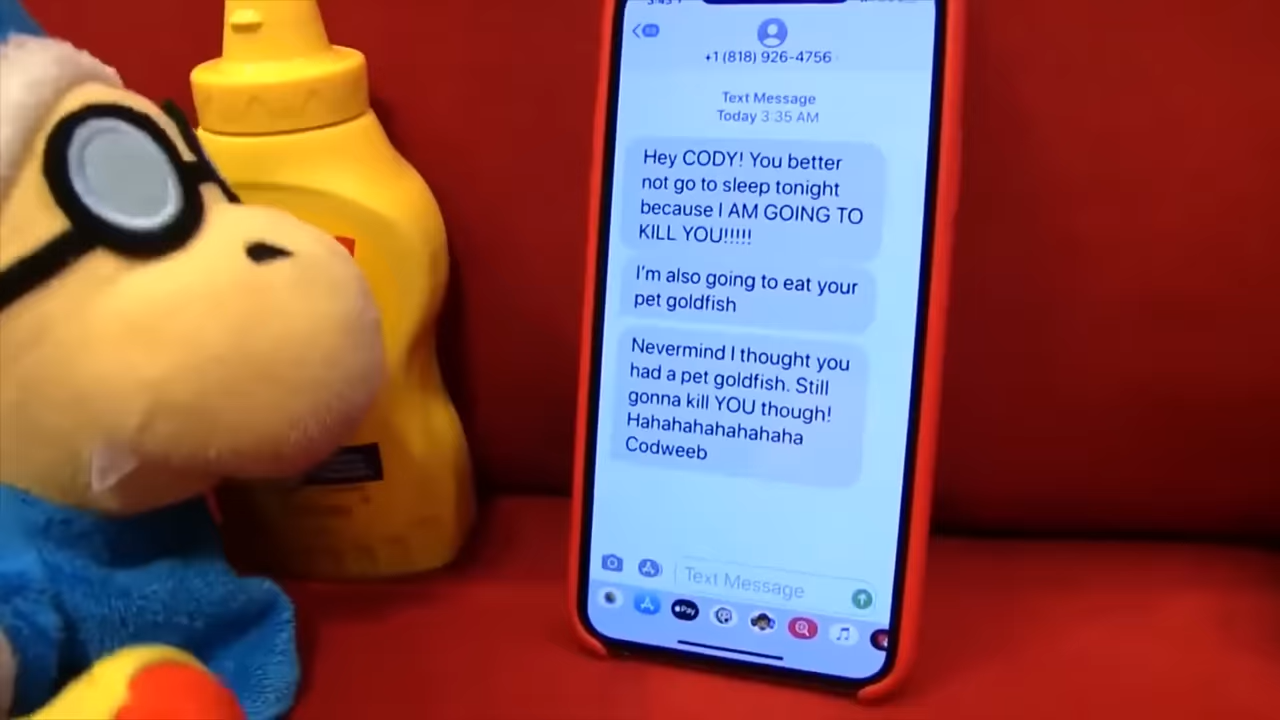 +1 (818) 926-4756
Text Message
Today 3:35 AM
Hey CODY! You better
not go to sleep tonight
because I AM GOING TO
KILL YOU!!!!!
I'm also going to eat your
pet goldfish
Nevermind I thought you
had a pet goldfish. Still
gonna kill YOU though!
Hahahahahahahaha
Codweeb
Text Message
Pay